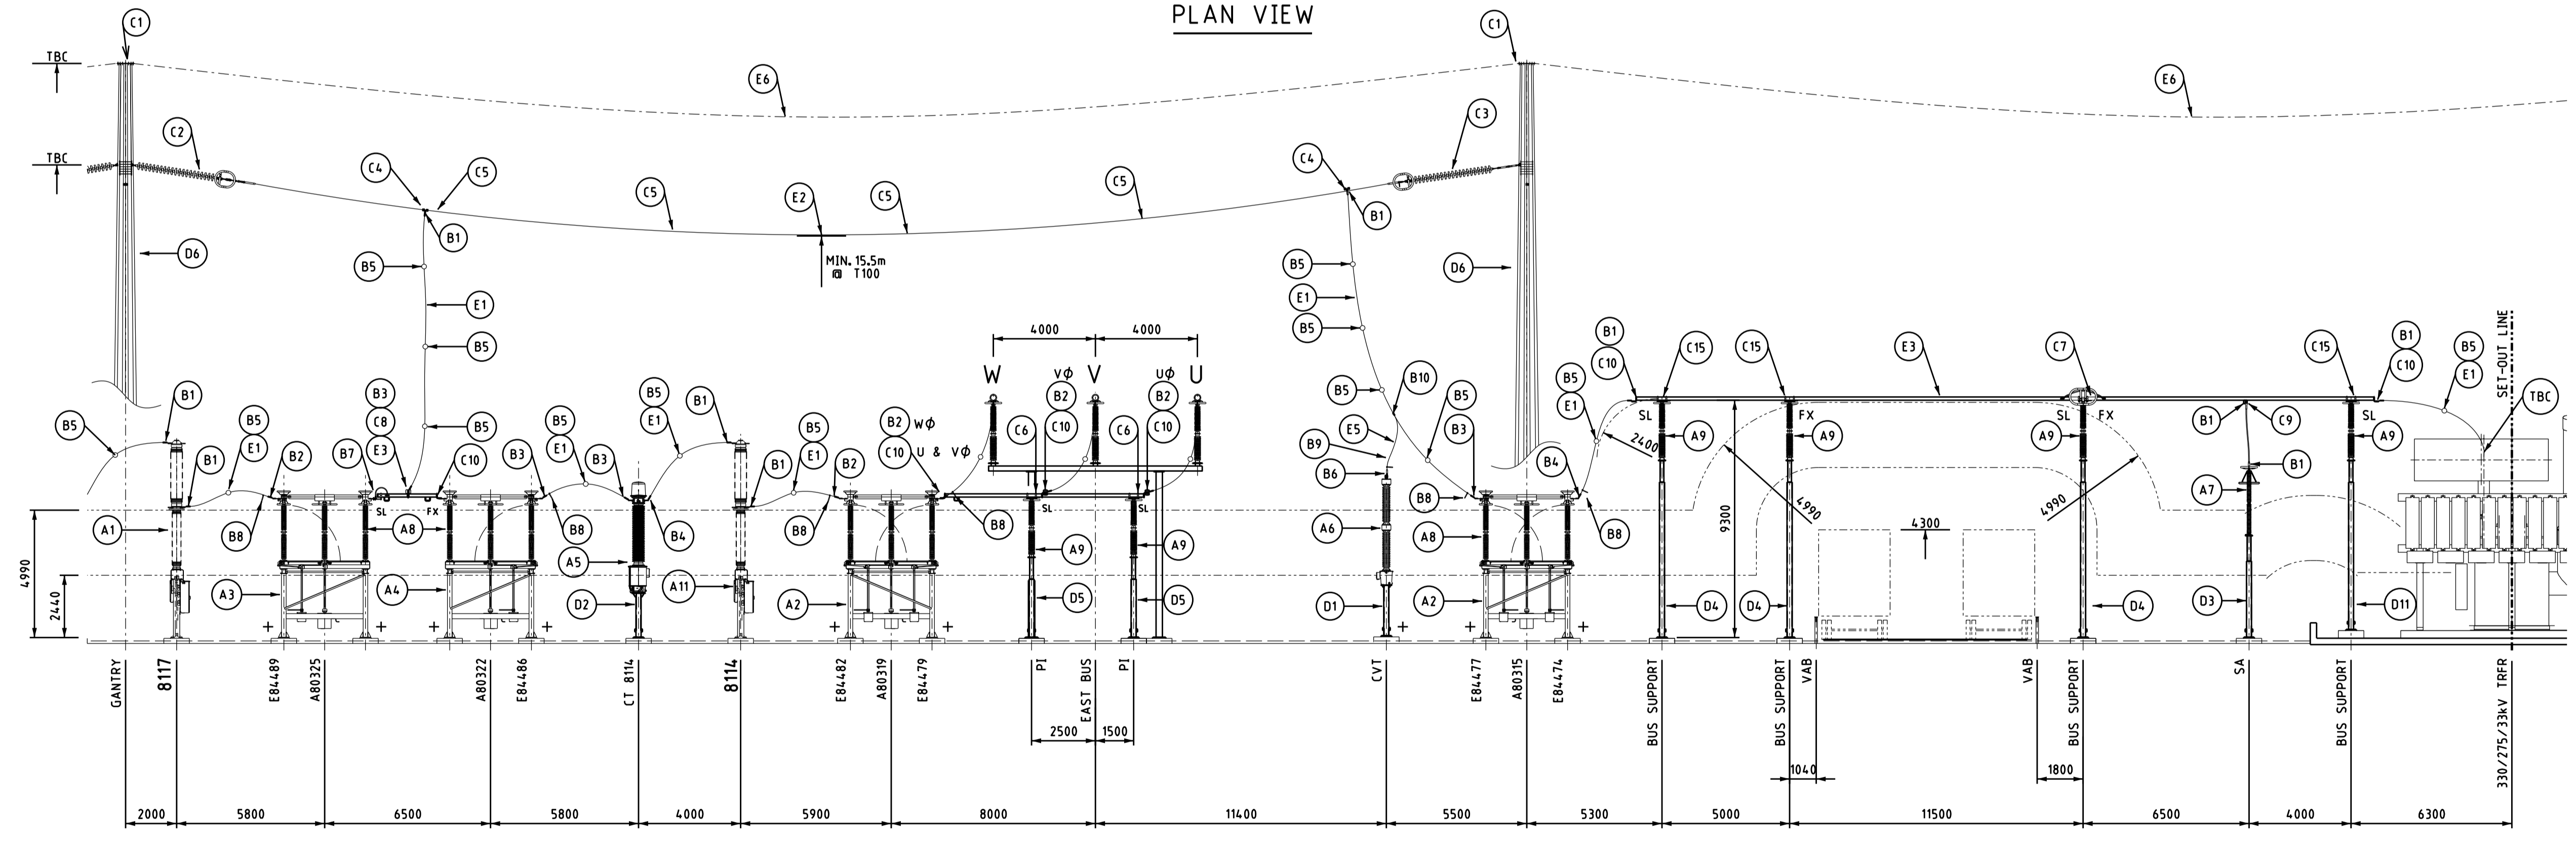 PLAN VIEW
C1
C1
TBC
E6
E6
C2
C3
TBC
C4
C5
C5
E2
C5
C5
C4
B1
B1
D6
MIN. 15.5m
@ T100
B5
B5
D6
E1
E1
B5
B5
4000
4000
W
VØ
V
UØ
U
B1
B5
B3
C8
E3
B5
B5
E1
B3
B5
E1
B1
B5
E1
B2
C10
WØ
U & VØ
C6
B2
C10
C6
B2
C10
B5
B10
E5
B9
B6
B5
B3
B5
E1
B4
B1
C10
C15
C15
E3
C7
C15
B1
C10
B5
E1
SET-OUT LINE
TBC
B5
B1
B5
E1
B2
B7
C10
B3
B4
B1
B5
E1
B2
B8
SL
FX
SL
SL
B8
B8
B8
B8
B8
B8
2400
SL
A9
FX
A9
4990
4990
SL
FX
A9
B1
C9
B1
A7
SL
A9
4990
2440
A1
A8
A5
A11
A9
A9
A6
A8
9300
4300
A3
A4
D2
A2
D5
D5
D1
A2
D4
D4
D4
D3
D11
GANTRY
8117
E84489
A80325
A80322
E84486
CT 8114
8114
E84482
A80319
E84479
PI
EAST BUS
PI
CVT
E84477
A80315
E84474
BUS SUPPORT
BUS SUPPORT
VAB
VAB
BUS SUPPORT
SA
BUS SUPPORT
330/275/33kV TRFR
2500
1500
1040
1800
2000
5800
6500
5800
4000
5900
8000
11400
5500
5300
5000
11500
6500
4000
6300